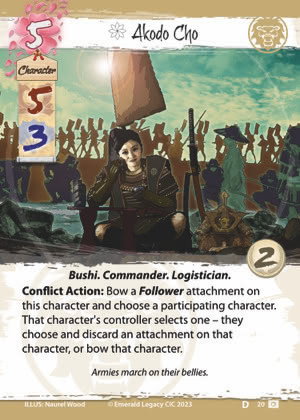 5
Akodo Cho
Character
5
3
2
Bushi. Commander. Logistician.
Conflict Action: Bow a Follower attachment on
this character and choose a participating character.
That character's controller selects one – they
choose and discard an attachment on that
character, or bow that character.
Armies march on their bellies.
ILLUS: Naurel Wood © Emerald Legacy CIC 2023 D 20